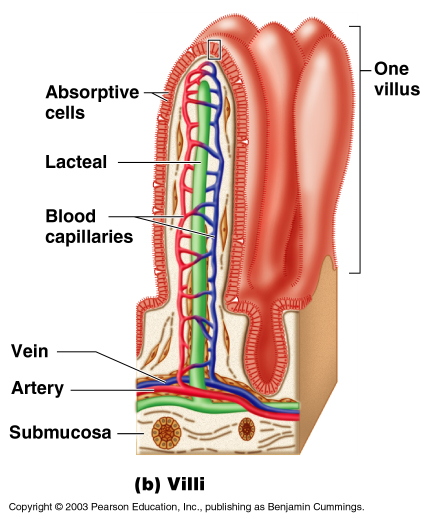 One
villus
Absorptive
cells
Lacteal
Blood
capillaries
Vein
Artery
Submucosa
(b) Villi
Copyright © 2003 Pearson Education, Inc., publishing as Benjamin Cummings.